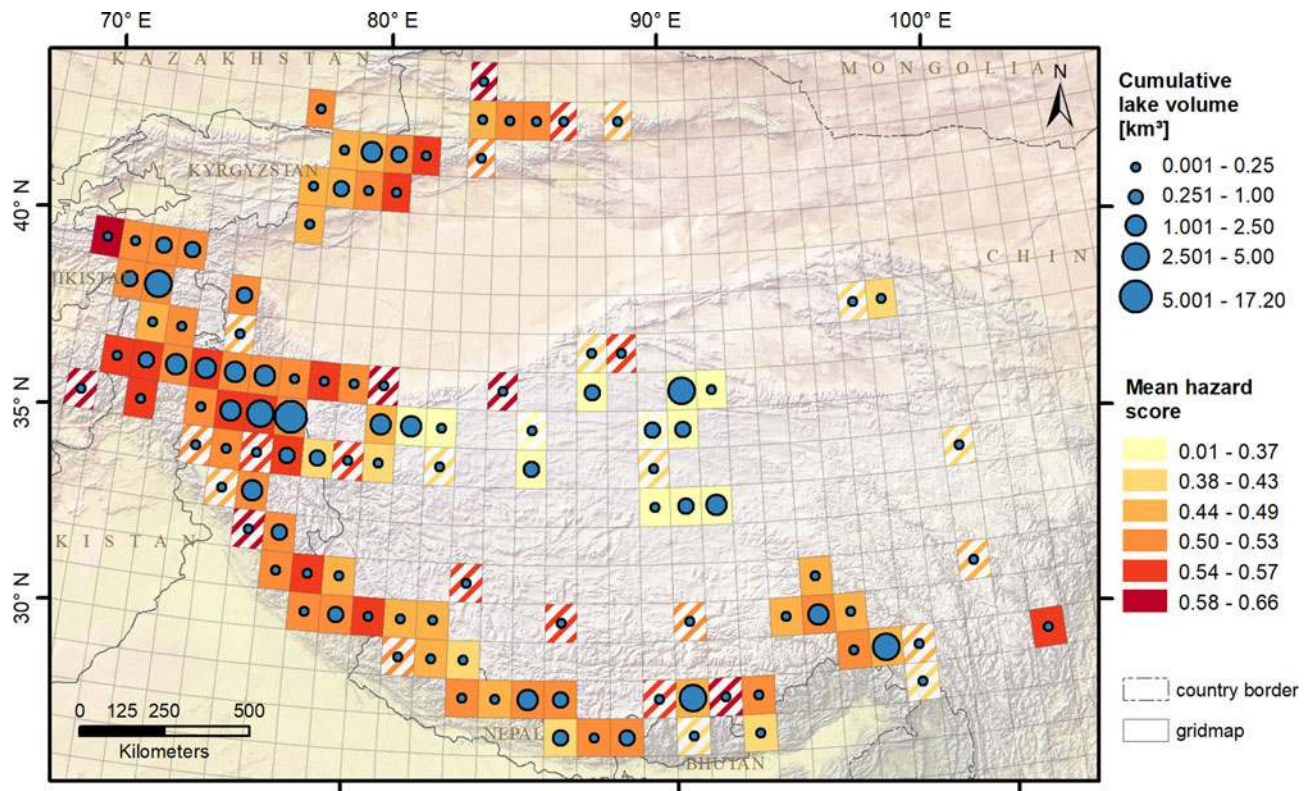 70° E 80° E 90° E 100° E
KAZAKHSTAN
MONGOLIA
N
KYRGYZSTAN
40° N
CHIN
JIKISTAN
35° N
KISTAN
30° N
0 125 250 500
Kilometers
NEPAL
BHUTAN
Cumulative
lake volume
[km³]
0.001 - 0.25
0.251 - 1.00
1.001 - 2.50
2.501 - 5.00
5.001 - 17.20
Mean hazard
score
0.01 - 0.37
0.38 - 0.43
0.44 - 0.49
0.50 - 0.53
0.54 - 0.57
0.58 - 0.66
country border
gridmap